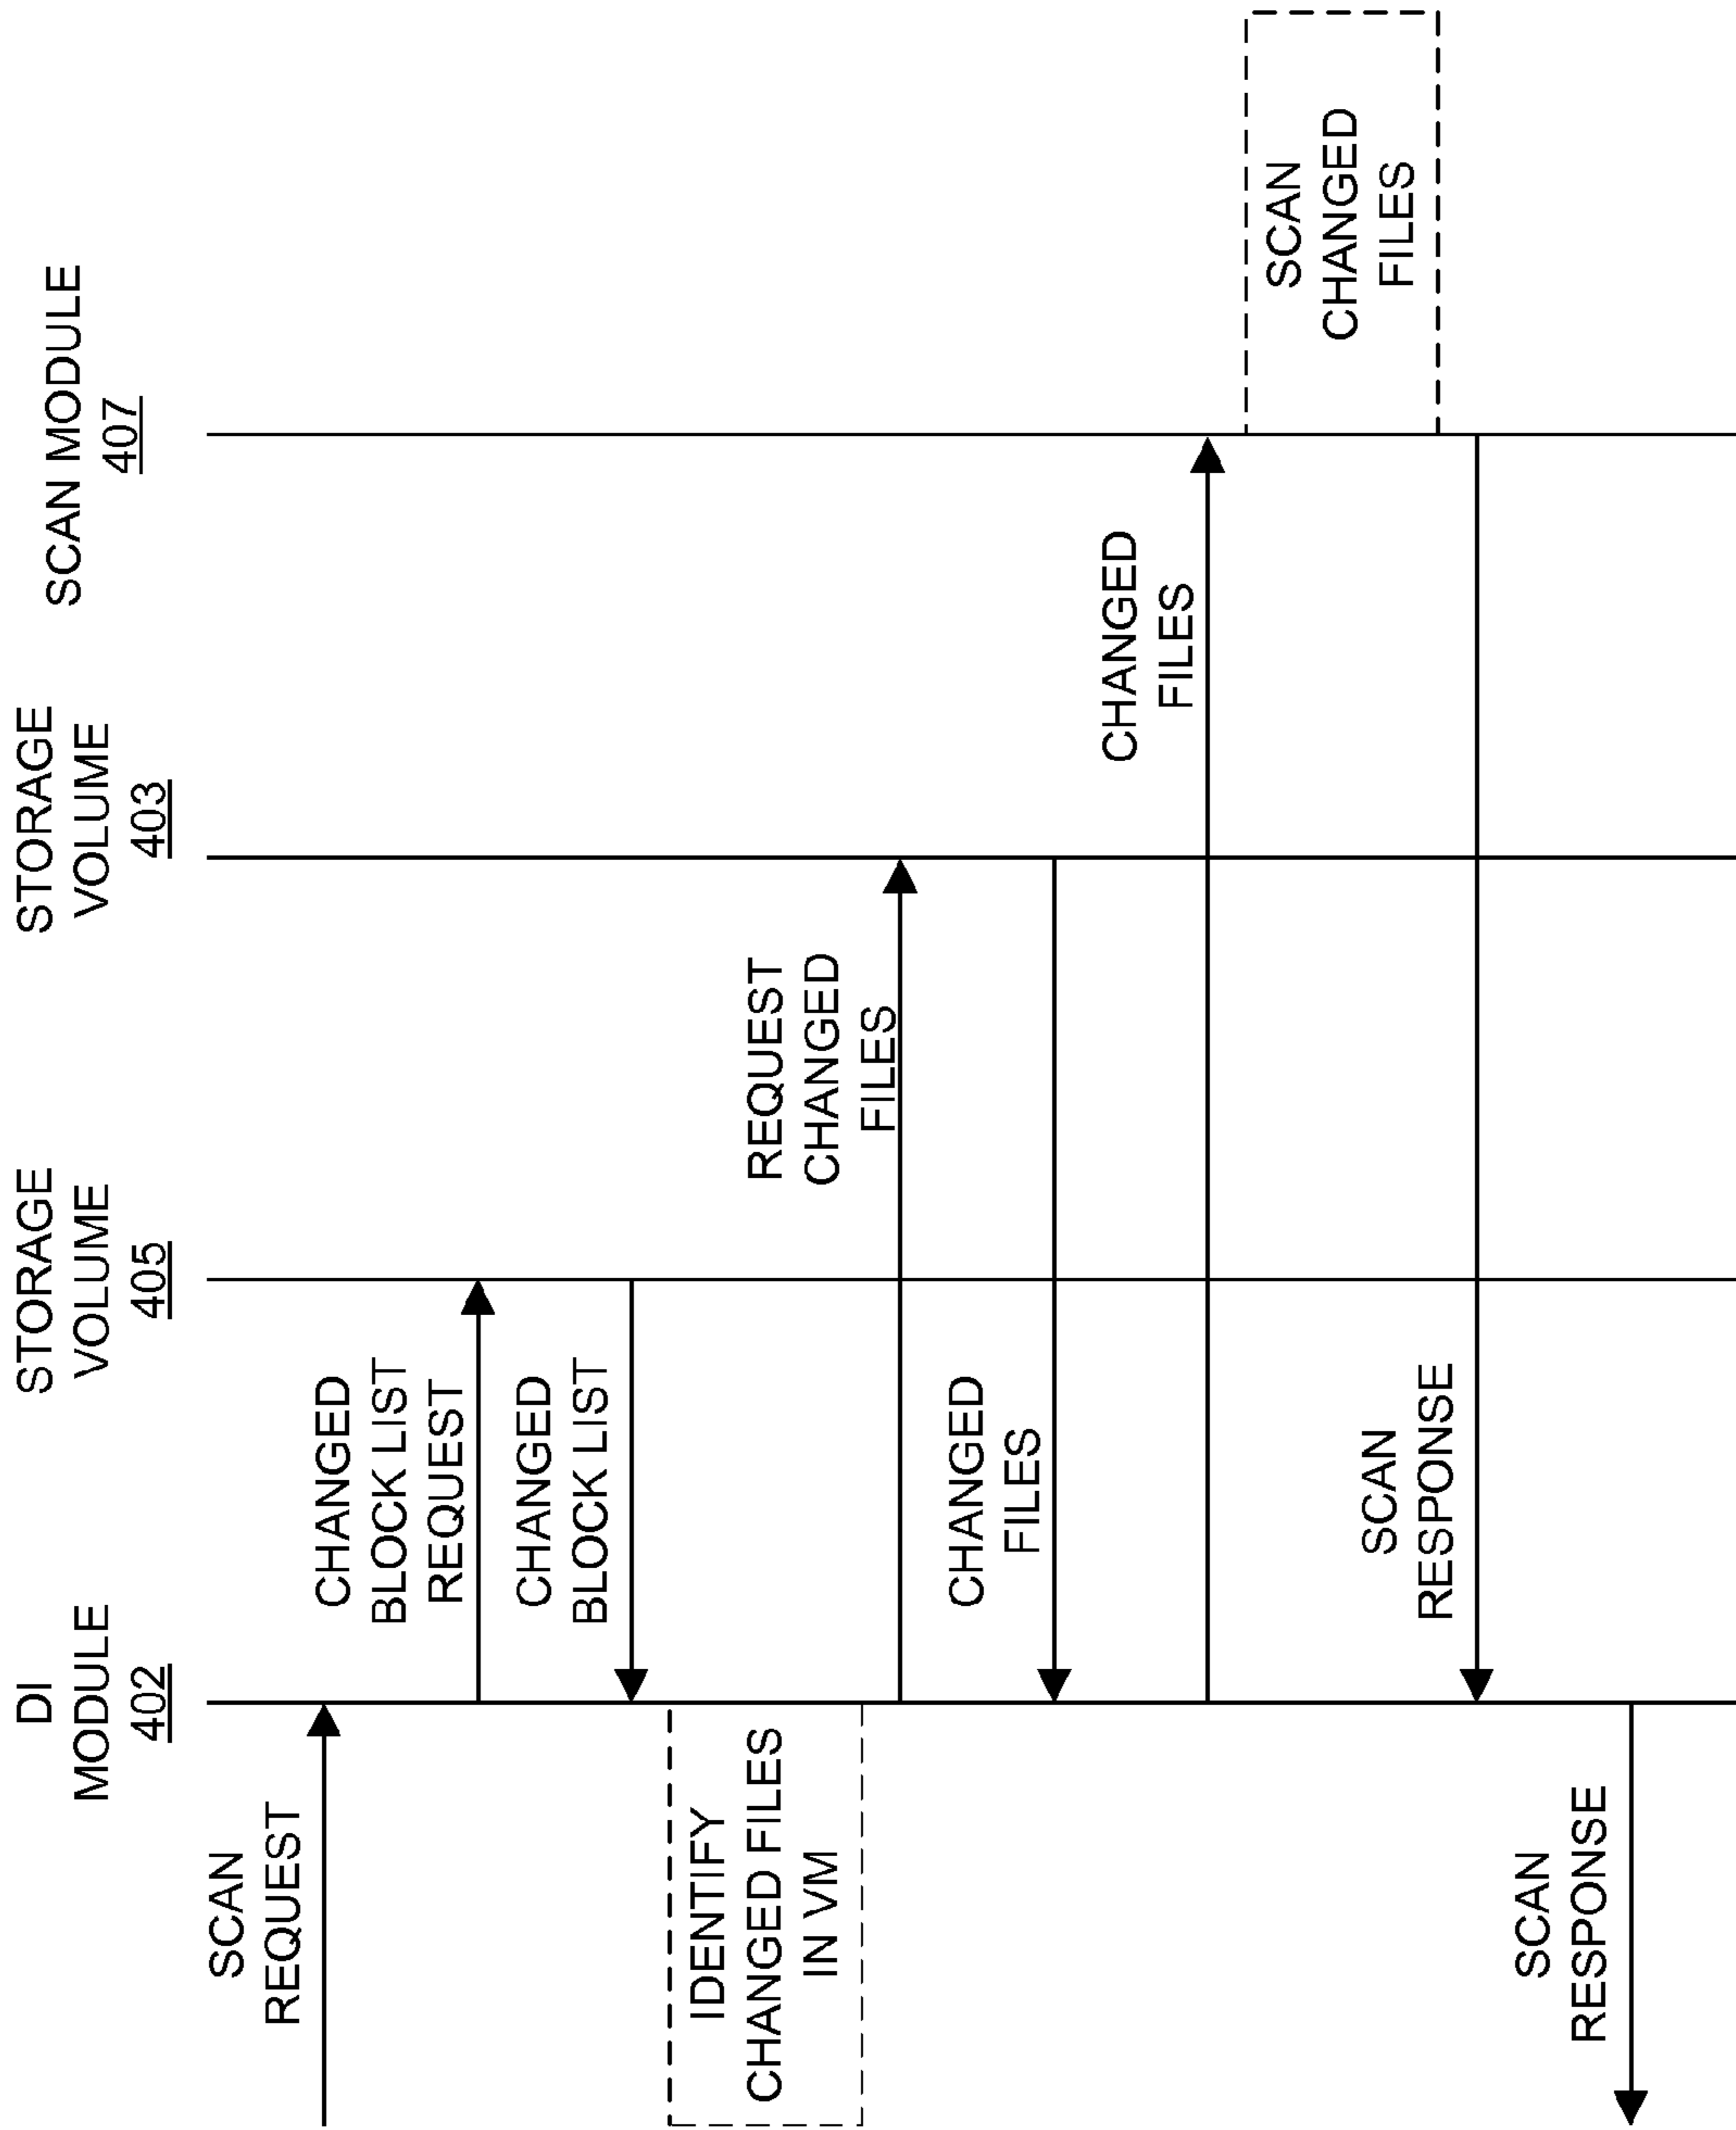 DI
MODULE
402
STORAGE
VOLUME
405
STORAGE
VOLUME
403
SCAN MODULE
407
SCAN
REQUEST
CHANGED
BLOCK LIST
REQUEST
CHANGED
BLOCK LIST
IDENTIFY
CHANGED FILES
IN VM
REQUEST
CHANGED
FILES
CHANGED
FILES
CHANGED
FILES
SCAN
CHANGED
FILES
SCAN
RESPONSE
SCAN
RESPONSE